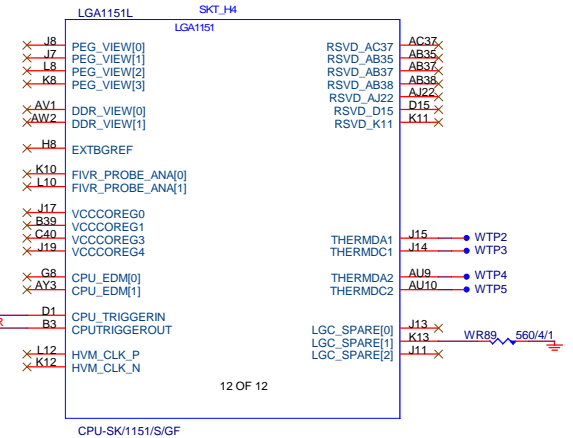 LGA1151L SKT_H4
LGA1151
J8 PEG_VIEW[0] RSVD_AC37 AC37
J7 PEG_VIEW[1] RSVD_AB35 AB35
L8 PEG_VIEW[2] RSVD_AB37 AB37
K8 PEG_VIEW[3] RSVD_AB38 AB38
RSVD_AJ22 AJ22
AV1 DDR_VIEW[0] RSVD_D15 D15
AW2 DDR_VIEW[1] RSVD_K11 K11
H8 EXTBGREF
K10 FIVR_PROBE_ANA[0]
L10 FIVR_PROBE_ANA[1]
J17 VCCCOREG0
B39 VCCCOREG1
C40 VCCCOREG3 THERMDA1 J15 WTP2
J19 VCCCOREG4 THERMDC1 J14 WTP3
G8 CPU_EDM[0] THERMDA2 AU9 WTP4
AY3 CPU_EDM[1] THERMDC2 AU10 WTP5
D1 CPU_TRIGGERIN
R B3 CPUTRIGGEROUT LGC_SPARE[0] J13
LGC_SPARE[1] K13 WR89 560/4/1
L12 HVM_CLK_P LGC_SPARE[2] J11
K12 HVM_CLK_N
12 OF 12
CPU-SK/1151/S/GF